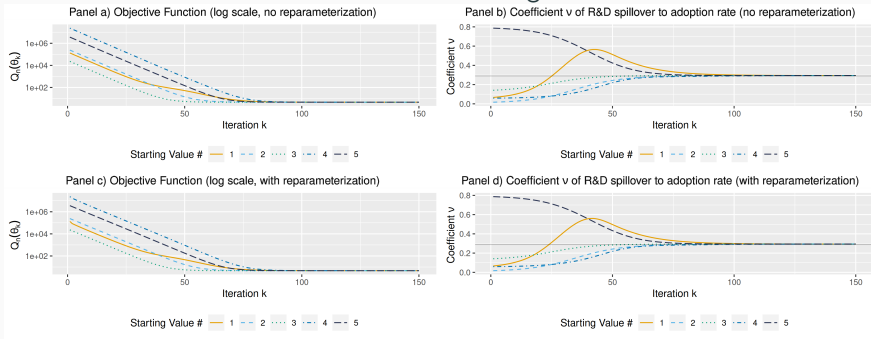 Panel a) Objective Function (log scale, no reparameterization)
Qₙ(θₖ)
1e+06
1e+04
1e+02
0
50
100
150
Iteration k
Starting Value # 1 2 3 4 5
Panel b) Coefficient ν of R&D spillover to adoption rate (no reparameterization)
Coefficient ν
0.8
0.6
0.4
0.2
0.0
0
50
100
150
Iteration k
Starting Value # 1 2 3 4 5
Panel c) Objective Function (log scale, with reparameterization)
Qₙ(θₖ)
1e+06
1e+04
1e+02
0
50
100
150
Iteration k
Starting Value # 1 2 3 4 5
Panel d) Coefficient ν of R&D spillover to adoption rate (with reparameterization)
Coefficient ν
0.8
0.6
0.4
0.2
0.0
0
50
100
150
Iteration k
Starting Value # 1 2 3 4 5